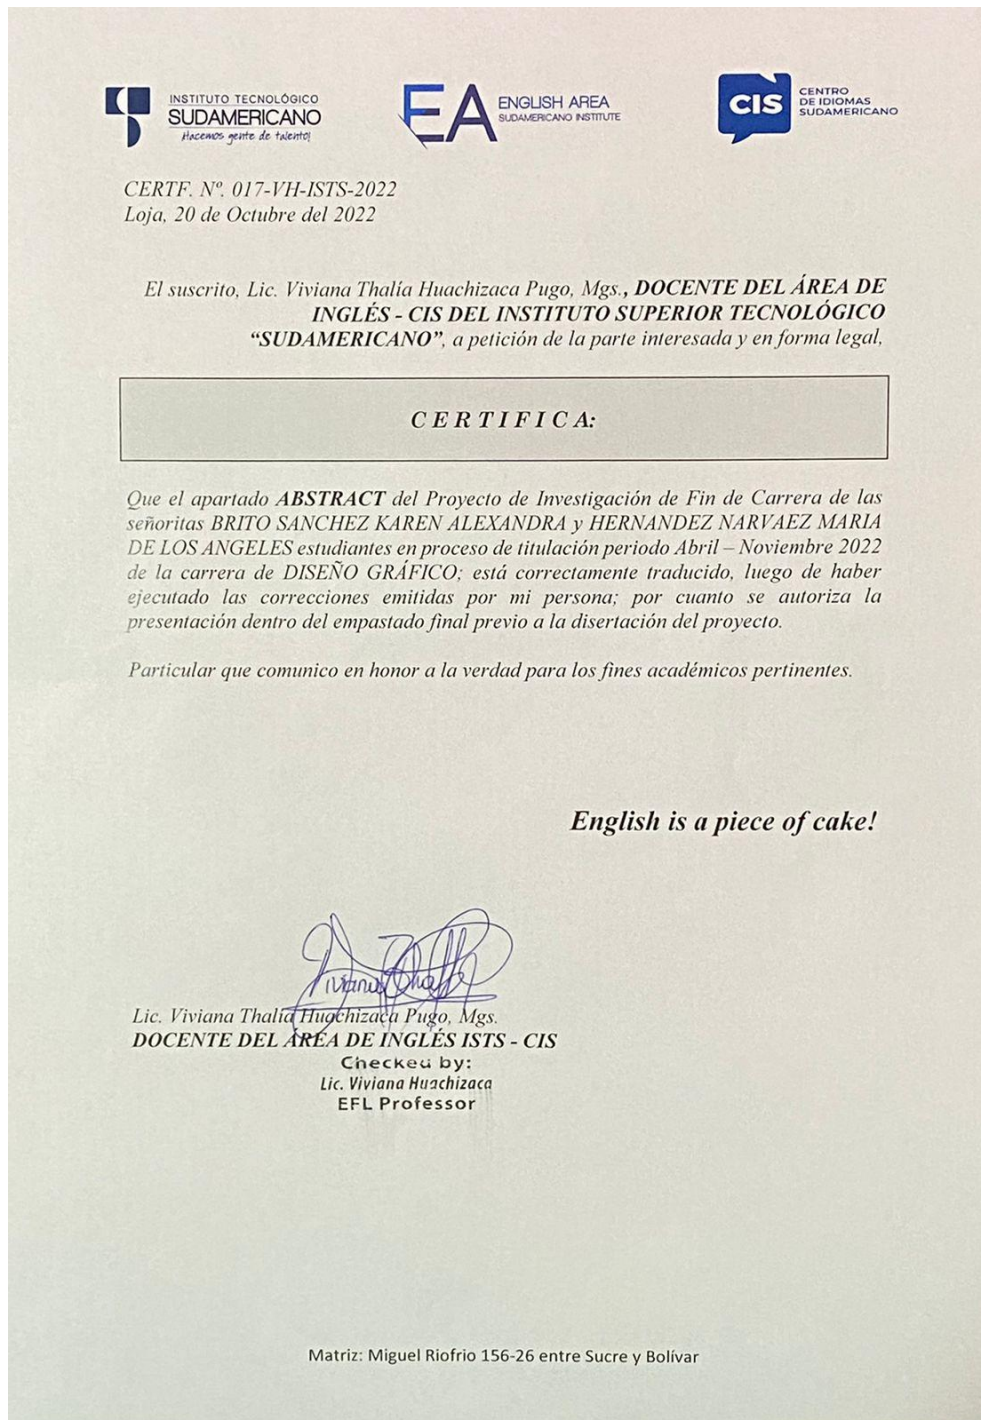 INSTITUTO TECNOLÓGICO
SUDAMERICANO
Hacemos gente de talento!
EA
ENGLISH AREA
SUDAMERICANO INSTITUTE
CIS
CENTRO
DE IDIOMAS
SUDAMERICANO
CERTF. Nº. 017-VH-ISTS-2022
Loja, 20 de Octubre del 2022
El suscrito, Lic. Viviana Thalía Huachizaca Pugo, Mgs., DOCENTE DEL ÁREA DE
INGLÉS - CIS DEL INSTITUTO SUPERIOR TECNOLÓGICO
“SUDAMERICANO”, a petición de la parte interesada y en forma legal,
C E R T I F I C A:
Que el apartado ABSTRACT del Proyecto de Investigación de Fin de Carrera de las
señoritas BRITO SANCHEZ KAREN ALEXANDRA y HERNANDEZ NARVAEZ MARIA
DE LOS ANGELES estudiantes en proceso de titulación periodo Abril – Noviembre 2022
de la carrera de DISEÑO GRÁFICO; está correctamente traducido, luego de haber
ejecutado las correcciones emitidas por mi persona; por cuanto se autoriza la
presentación dentro del empastado final previo a la disertación del proyecto.
Particular que comunico en honor a la verdad para los fines académicos pertinentes.
English is a piece of cake!
Lic. Viviana Thalía Huachizaca Pugo, Mgs.
DOCENTE DEL ÁREA DE INGLÉS ISTS - CIS
Checked by:
Lic. Viviana Huachizaca
EFL Professor
Matriz: Miguel Riofrio 156-26 entre Sucre y Bolívar